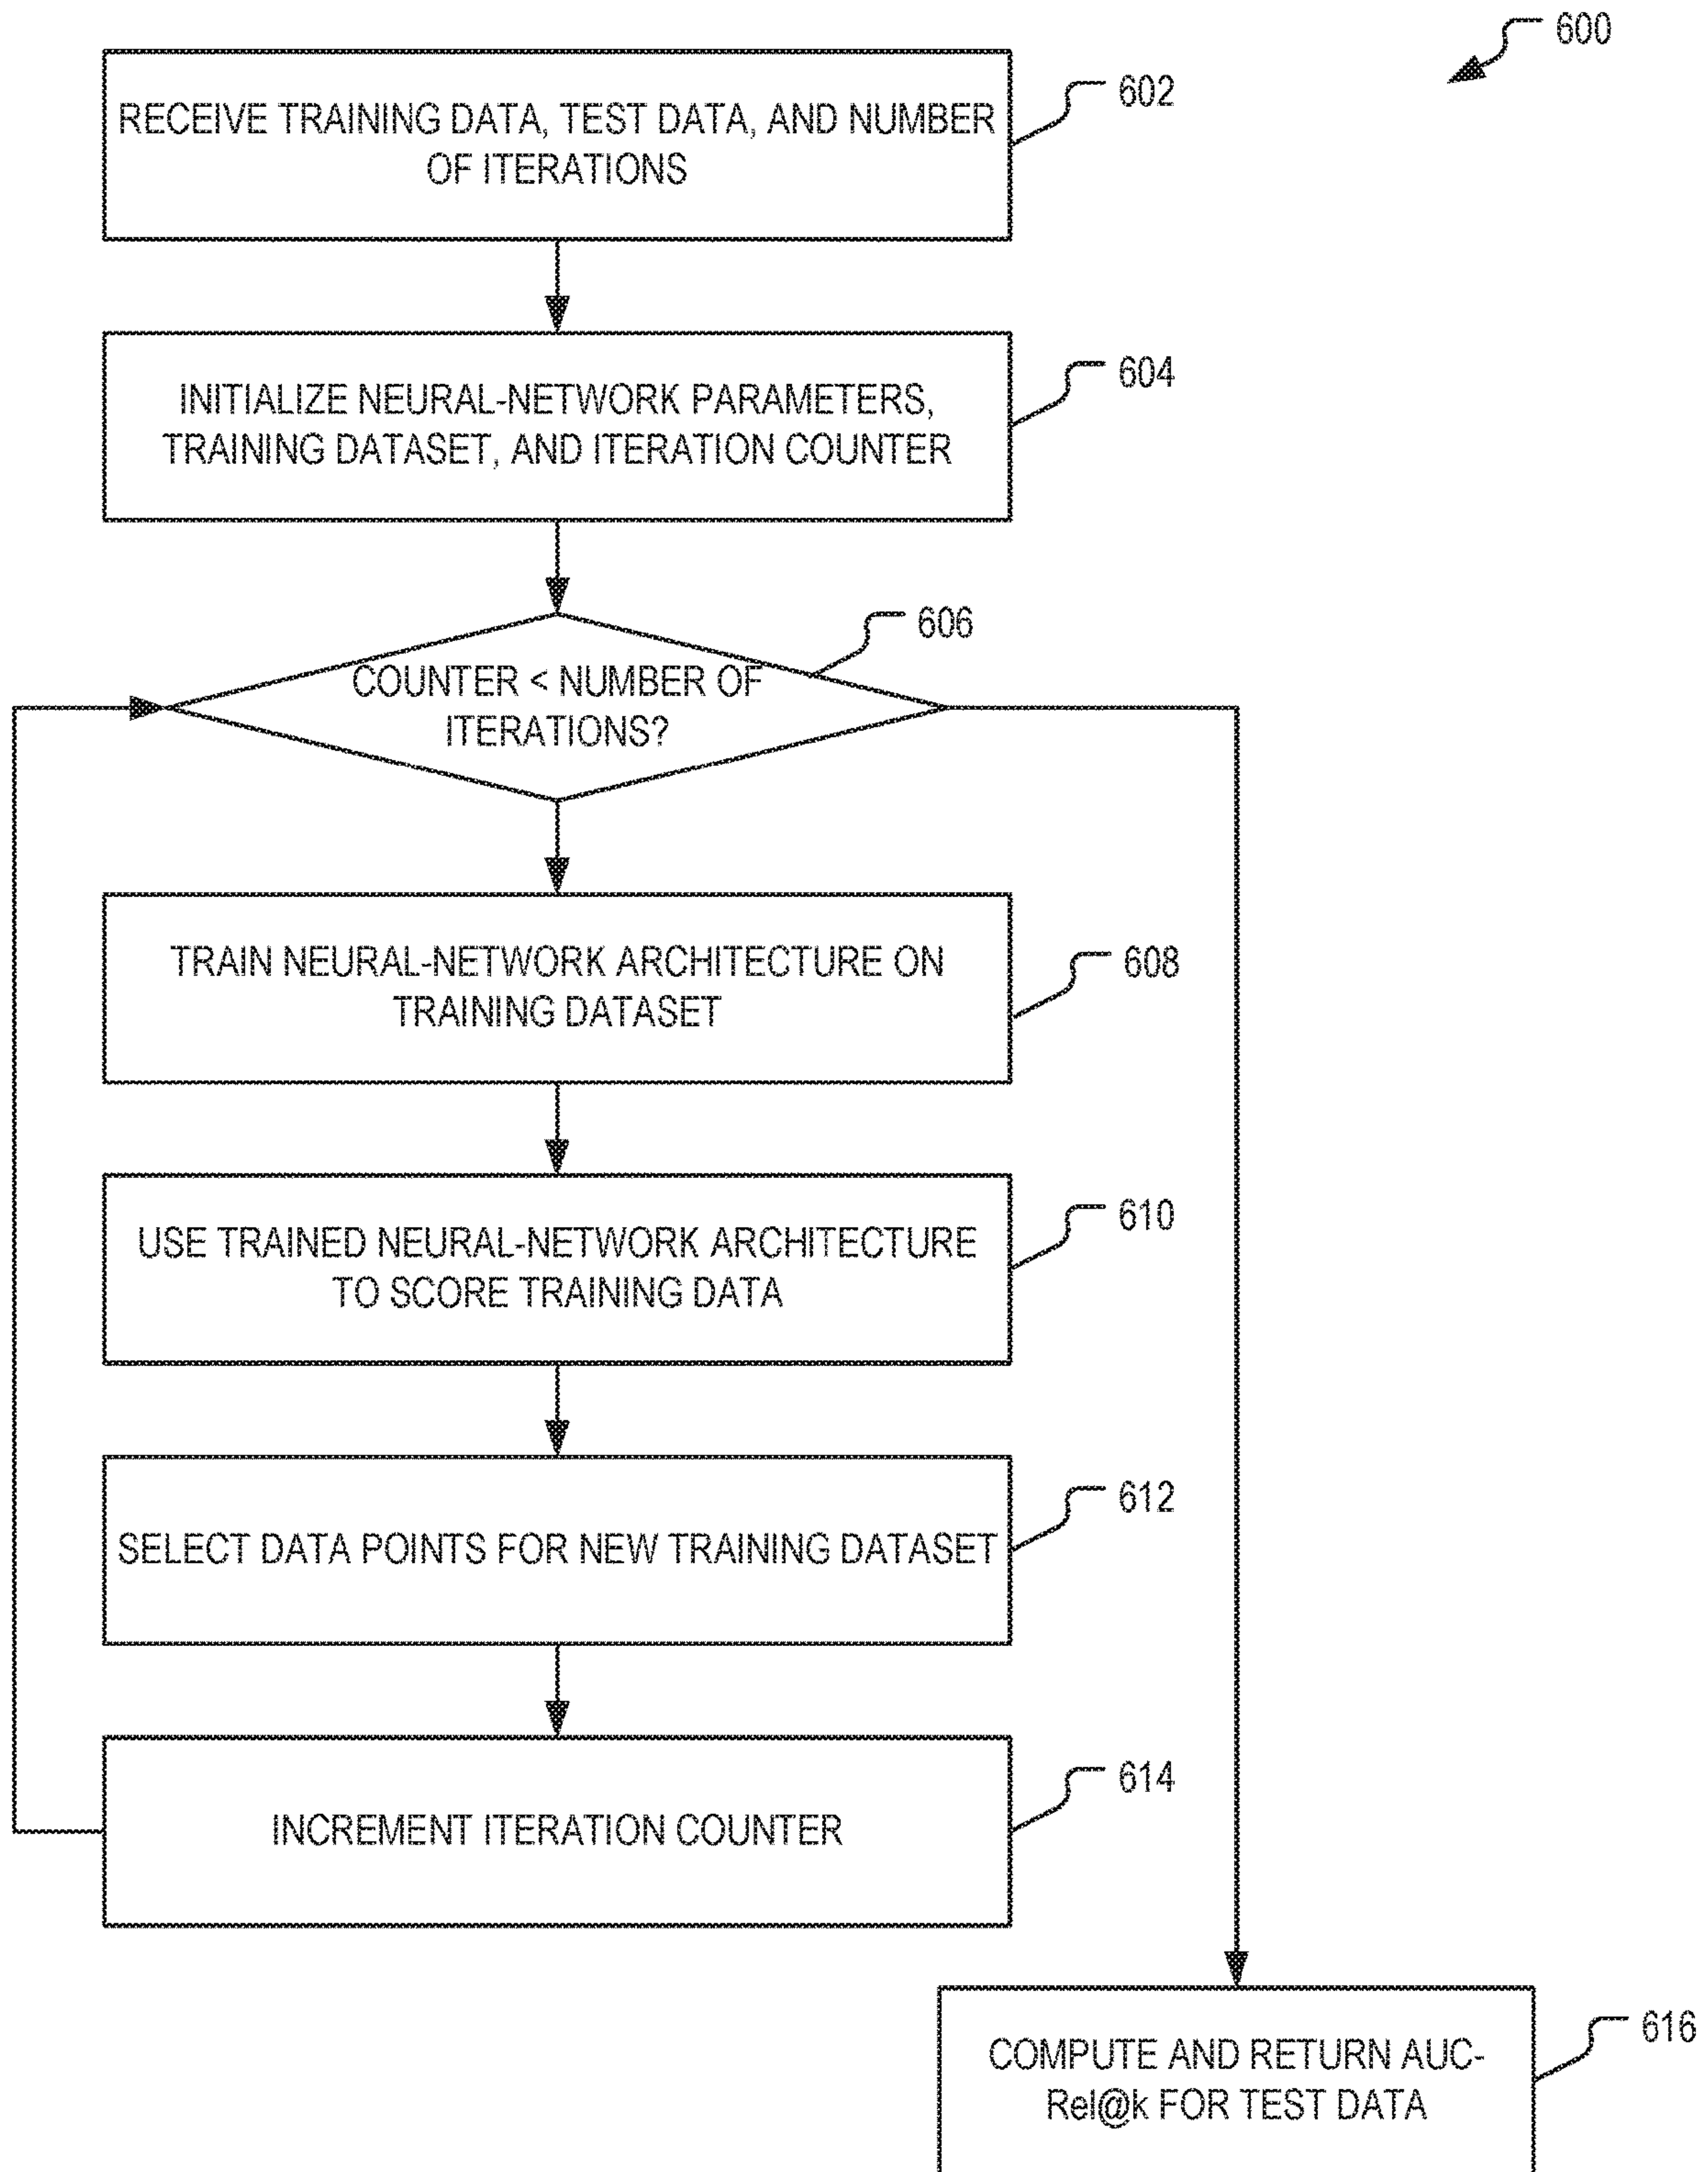 600
RECEIVE TRAINING DATA, TEST DATA, AND NUMBER
OF ITERATIONS
602
INITIALIZE NEURAL-NETWORK PARAMETERS,
TRAINING DATASET, AND ITERATION COUNTER
604
COUNTER < NUMBER OF
ITERATIONS?
606
TRAIN NEURAL-NETWORK ARCHITECTURE ON
TRAINING DATASET
608
USE TRAINED NEURAL-NETWORK ARCHITECTURE
TO SCORE TRAINING DATA
610
SELECT DATA POINTS FOR NEW TRAINING DATASET
612
INCREMENT ITERATION COUNTER
614
COMPUTE AND RETURN AUC-
Rel@k FOR TEST DATA
616